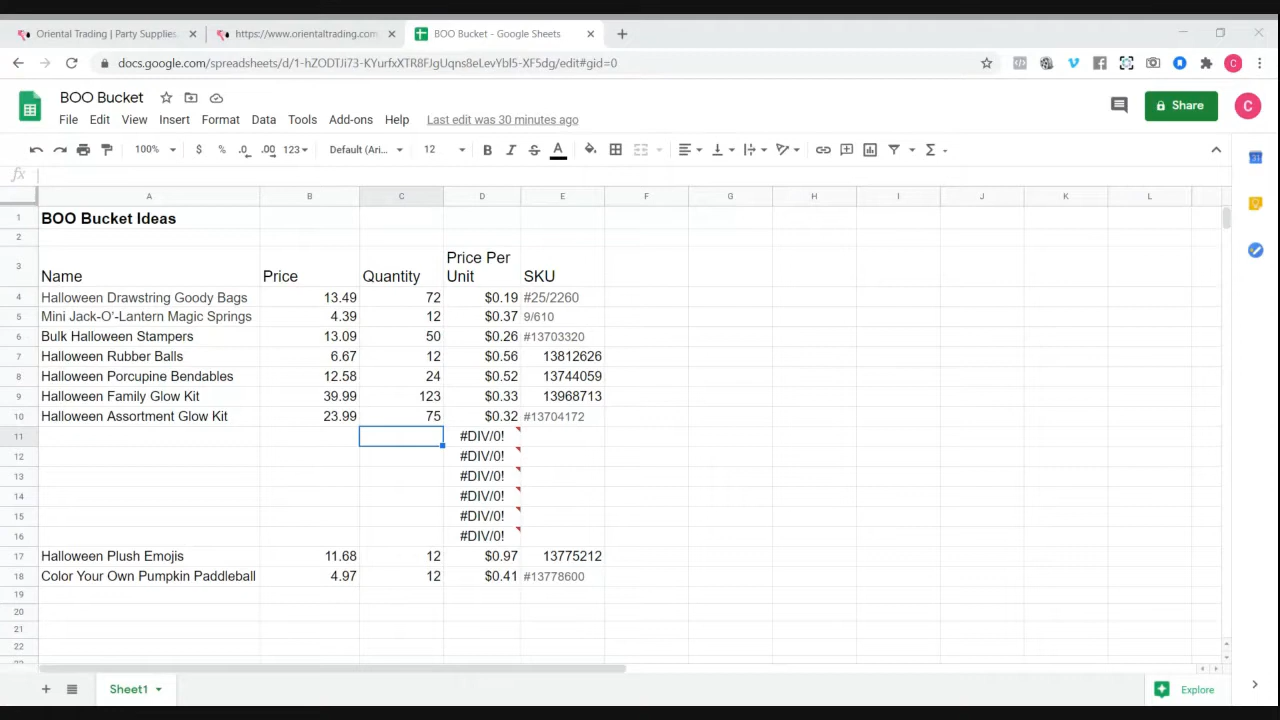 Oriental Trading | Party Supplies, https://www.orientaltrading.com BOO Bucket - Google Sheets
docs.google.com/spreadsheets/d/1-hZODTJi73-KYurfxXTR8FJgUqns8eLevYbI5-XF5dg/edit#gid=0 C
BOO Bucket
Share C
File Edit View Insert Format Data Tools Add-ons Help Last edit was 30 minutes ago
100% $ % .0 .00 123 Default (Ari... 12 B I S A Σ
fx
A B C D E F G H I J K L
1 BOO Bucket Ideas
2
3 Name Price Quantity Price Per Unit SKU
4 Halloween Drawstring Goody Bags 13.49 72 $0.19 #25/2260
5 Mini Jack-O'-Lantern Magic Springs 4.39 12 $0.37 9/610
6 Bulk Halloween Stampers 13.09 50 $0.26 #13703320
7 Halloween Rubber Balls 6.67 12 $0.56 13812626
8 Halloween Porcupine Bendables 12.58 24 $0.52 13744059
9 Halloween Family Glow Kit 39.99 123 $0.33 13968713
10 Halloween Assortment Glow Kit 23.99 75 $0.32 #13704172
11 #DIV/0!
12 #DIV/0!
13 #DIV/0!
14 #DIV/0!
15 #DIV/0!
16 #DIV/0!
17 Halloween Plush Emojis 11.68 12 $0.97 13775212
18 Color Your Own Pumpkin Paddleball 4.97 12 $0.41 #13778600
19
20
21
22
Sheet1 Explore